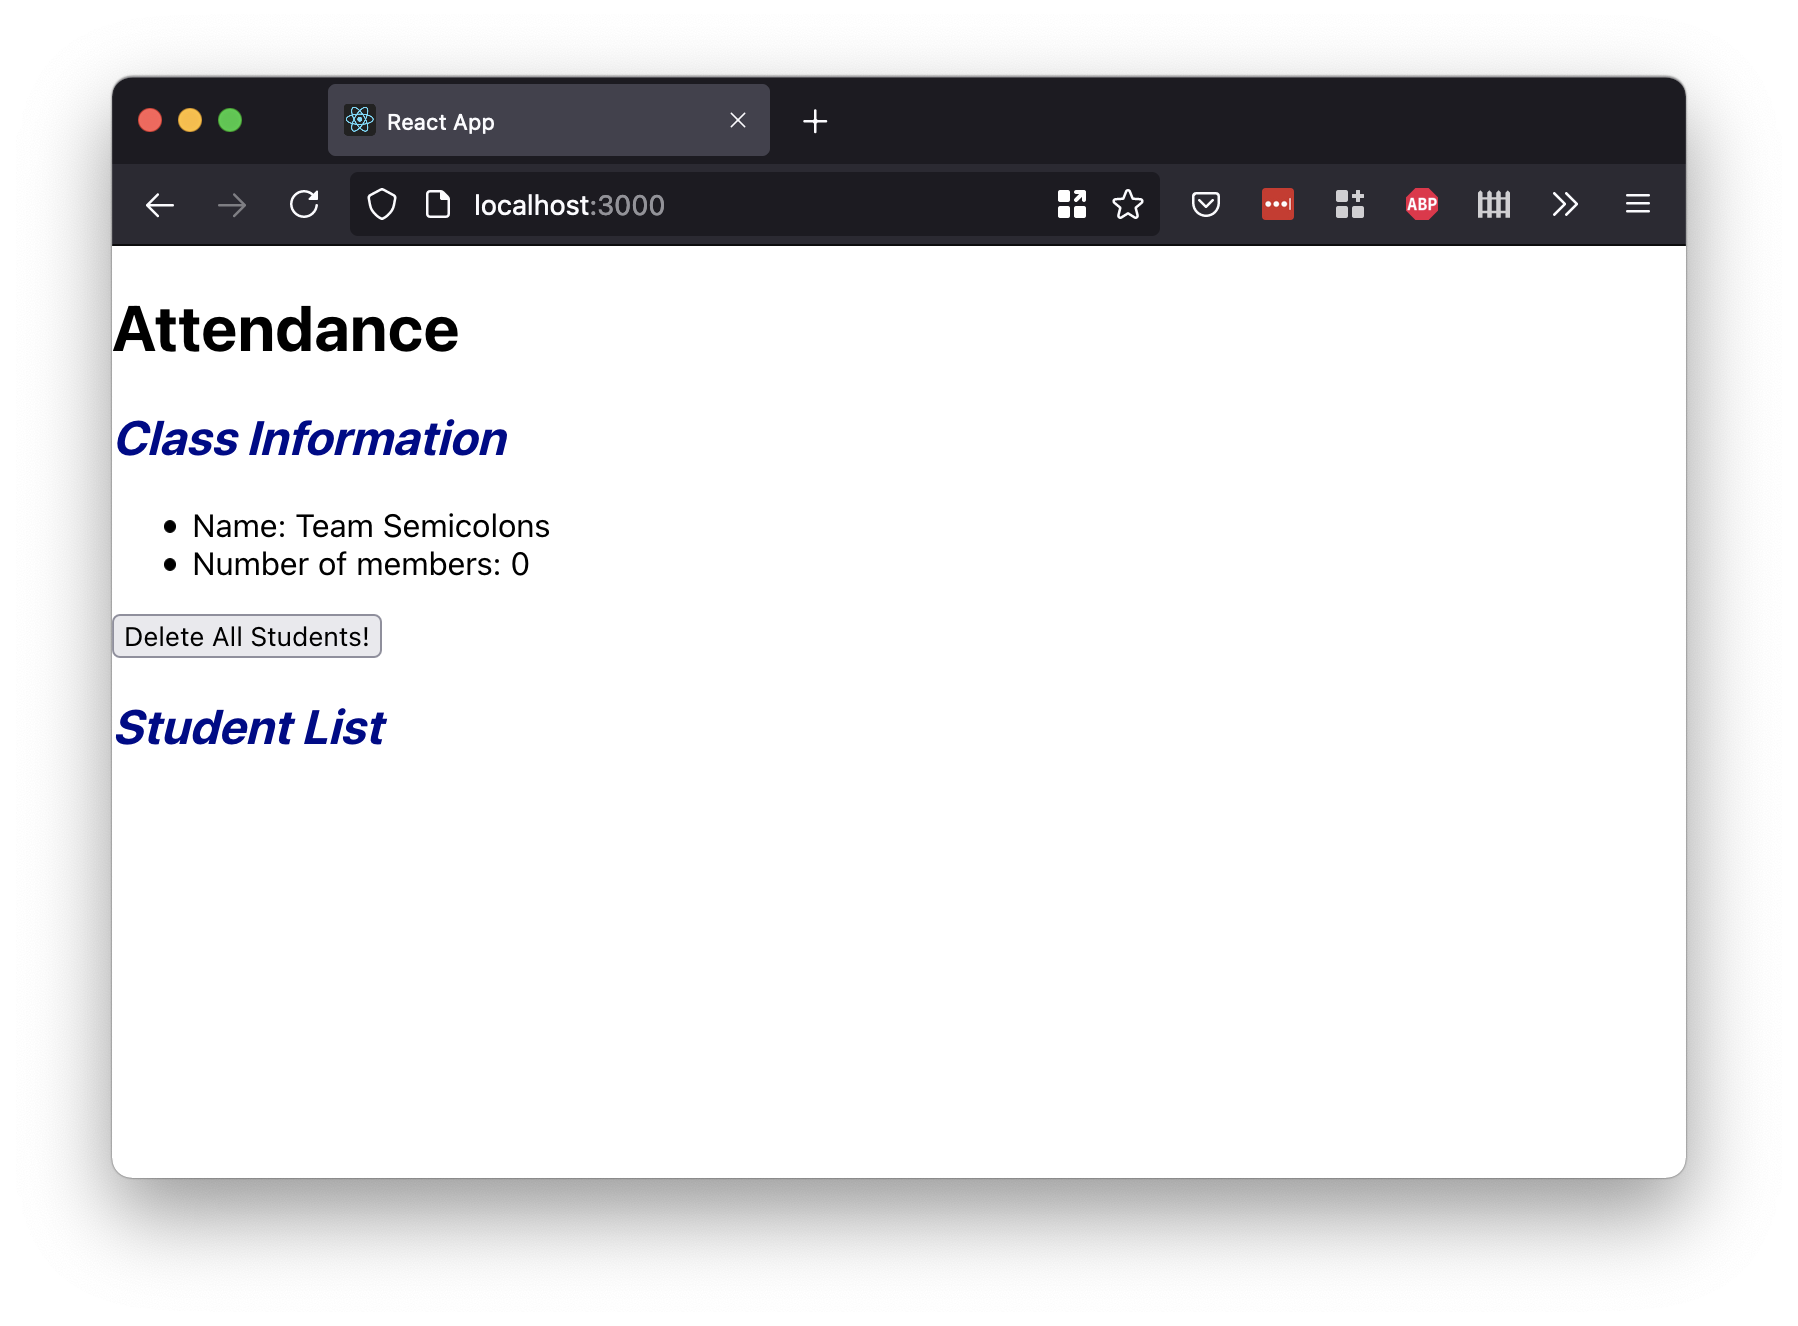 React App
localhost:3000
ABP
Attendance
Class Information
Name: Team Semicolons
Number of members: 0
Delete All Students!
Student List